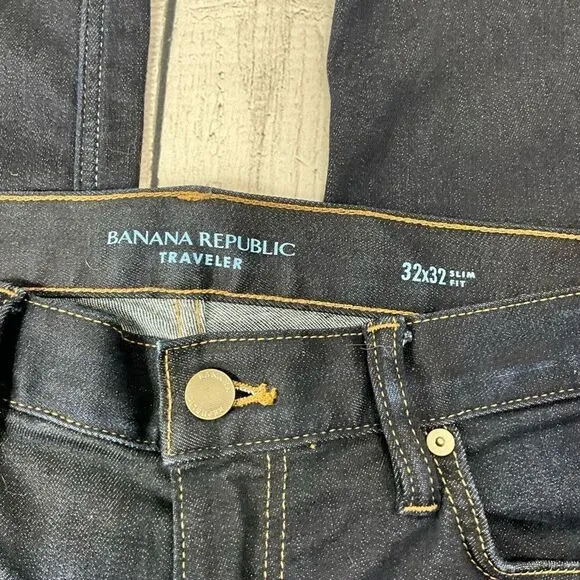 BANANA REPUBLIC
TRAVELER
32x32 SLIM
FIT